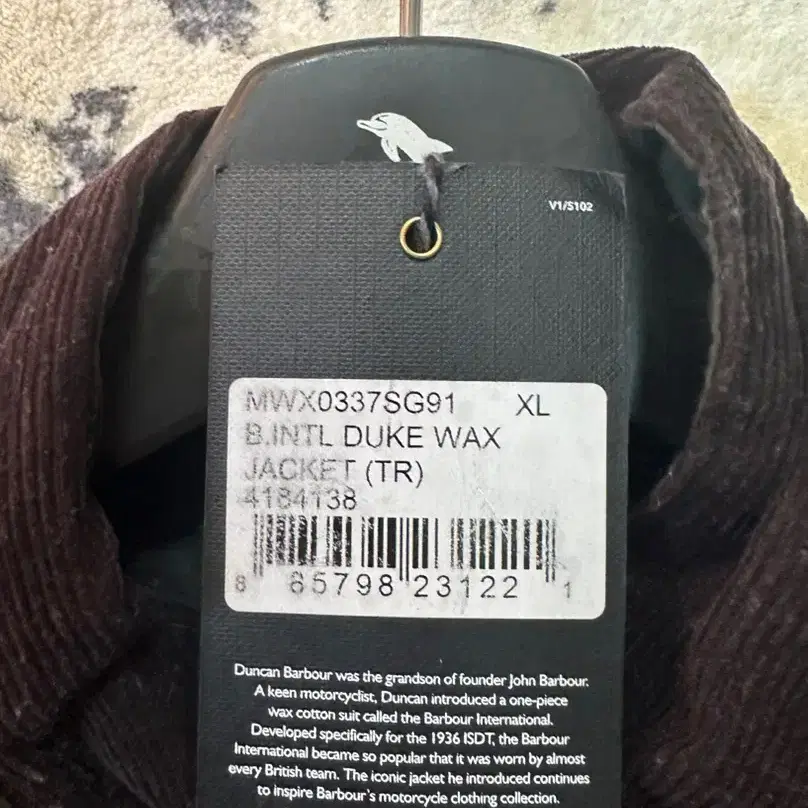 V1/S102
MWX0337SG91 XL
B.INTL DUKE WAX
JACKET (TR)
4184138
8 85798 23122 1
Duncan Barbour was the grandson of founder John Barbour.
A keen motorcyclist, Duncan introduced a one-piece
wax cotton suit called the Barbour International.
Developed specifically for the 1936 ISDT, the Barbour
International became so popular that it was worn by almost
every British team. The iconic jacket he introduced continues
to inspire Barbour's motorcycle clothing collection.